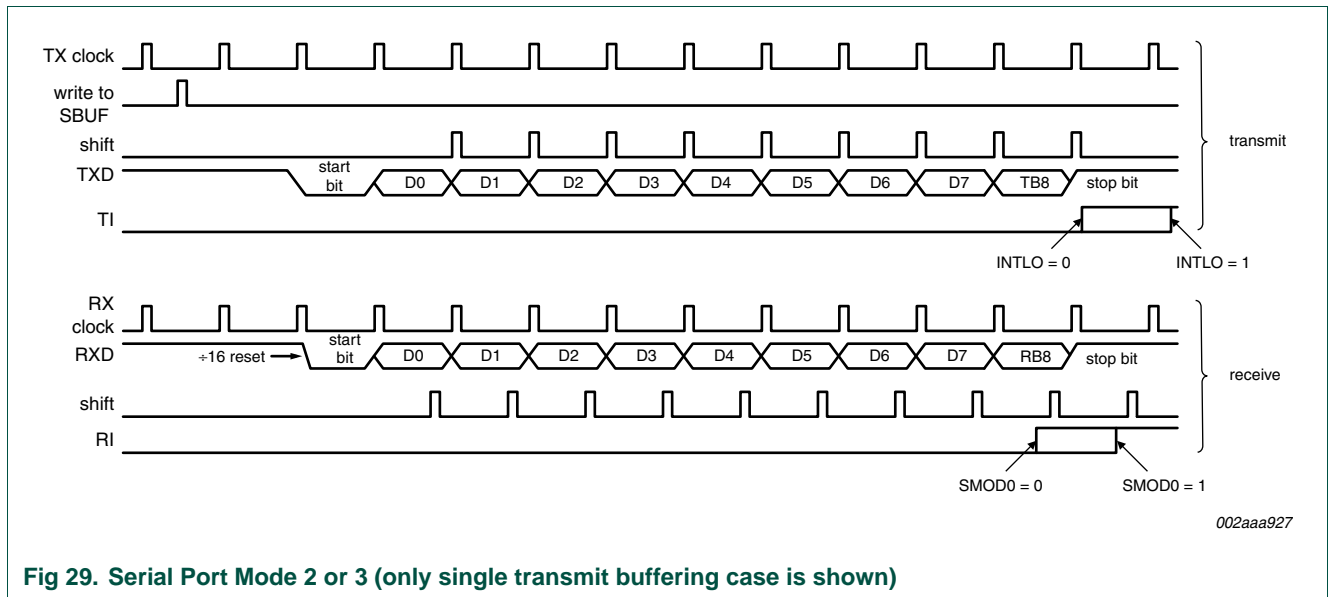 TX clock
write to
SBUF
shift
TXD
start
bit
D0
D1
D2
D3
D4
D5
D6
D7
TB8
stop bit
TI
INTLO = 0
INTLO = 1
transmit
RX
clock
RXD
÷16 reset
start
bit
D0
D1
D2
D3
D4
D5
D6
D7
RB8
stop bit
shift
RI
SMOD0 = 0
SMOD0 = 1
receive
002aaa927
Fig 29. Serial Port Mode 2 or 3 (only single transmit buffering case is shown)